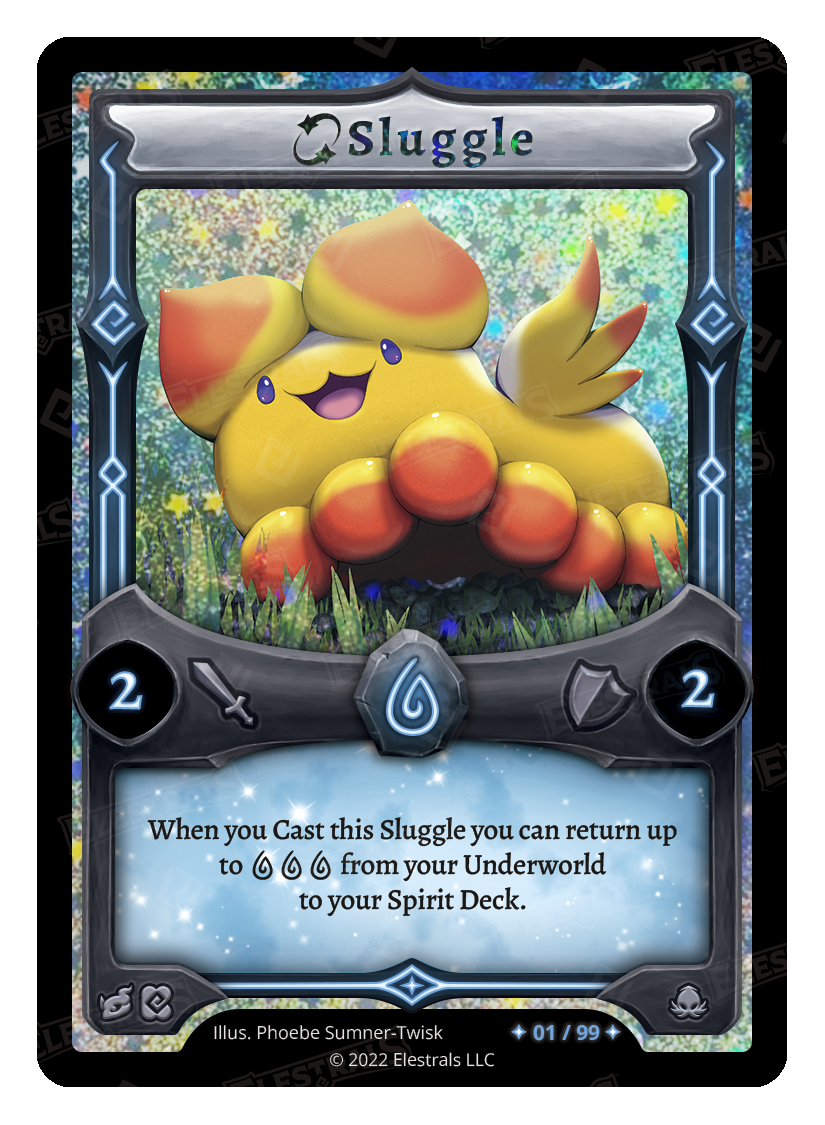 Sluggle
2 2
When you Cast this Sluggle you can return up
to from your Underworld
to your Spirit Deck.
Illus. Phoebe Sumner-Twisk 01 / 99
© 2022 Elestrals LLC
ELESTRALS